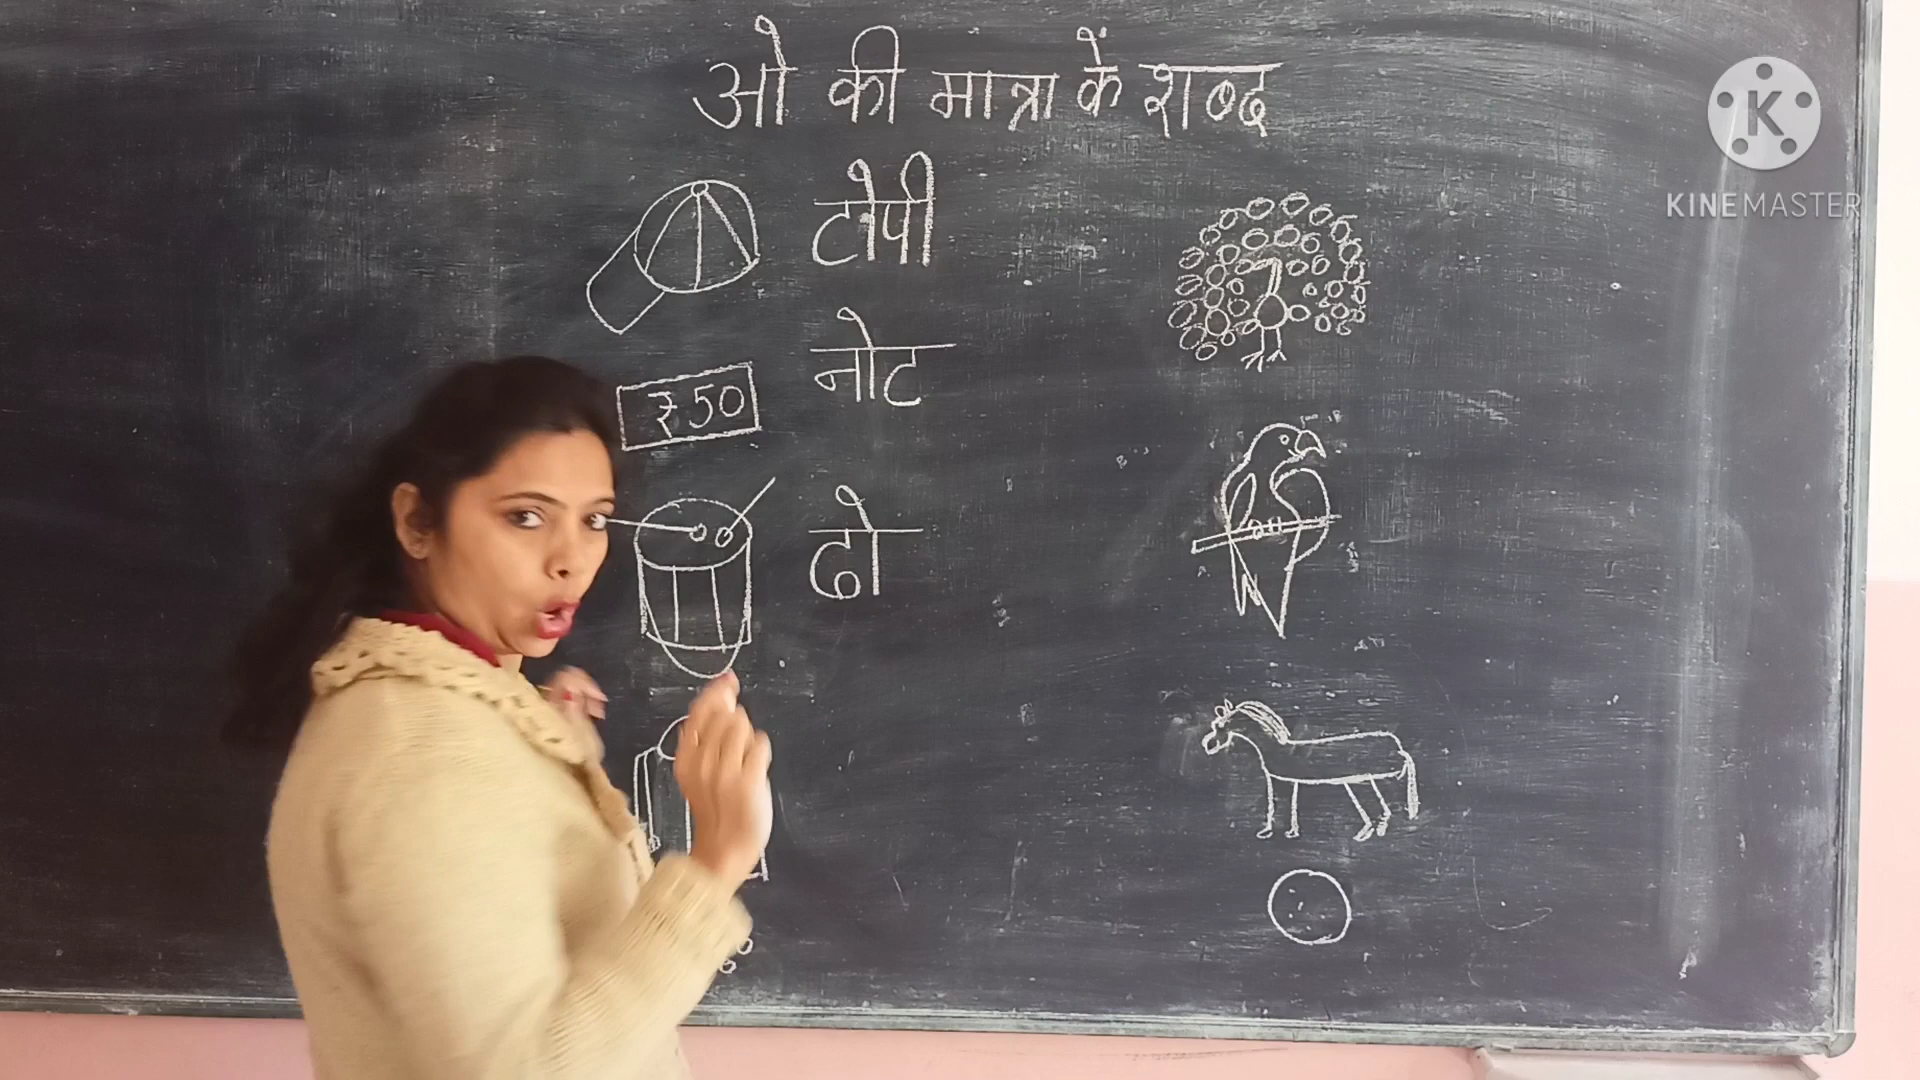 ओ की मात्रा के शब्द
टोपी
नोट
₹50
ढो
K
KINEMASTER